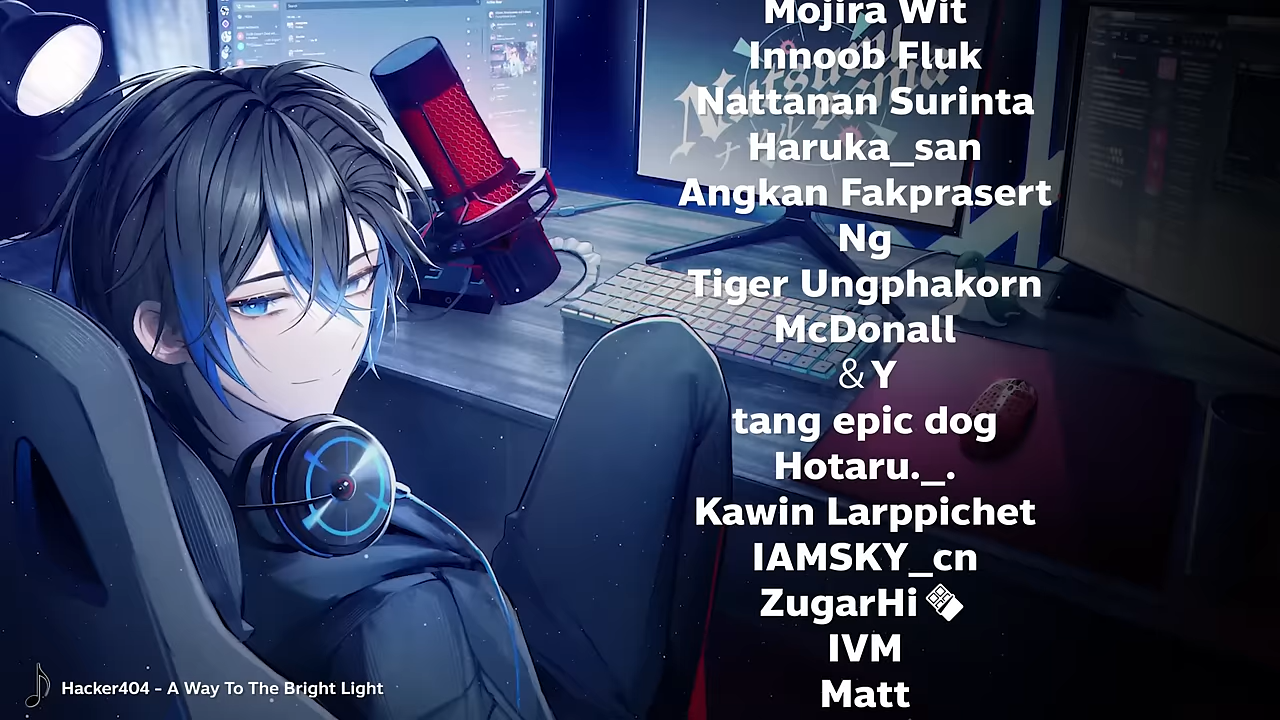 Mojira Wit
Innoob Fluk
Nattanan Surinta
Haruka_san
Angkan Fakprasert
Ng
Tiger Ungphakorn
McDonall
＆Y
tang epic dog
Hotaru._.
Kawin Larppichet
IAMSKY_cn
ZugarHi🍫
IVM
Matt
Hacker404 - A Way To The Bright Light